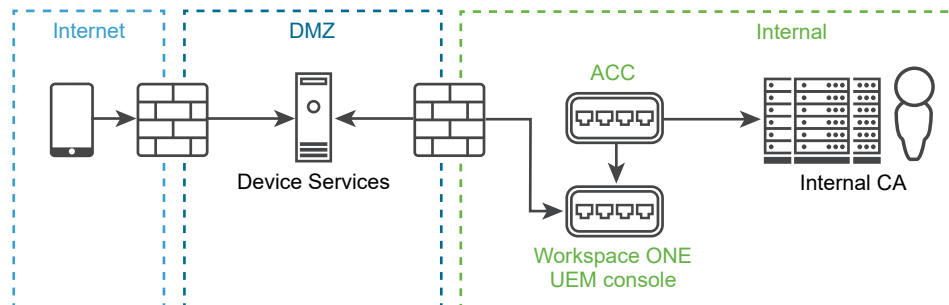 Internet
DMZ
Internal
ACC
Device Services
Internal CA
Workspace ONE
UEM console